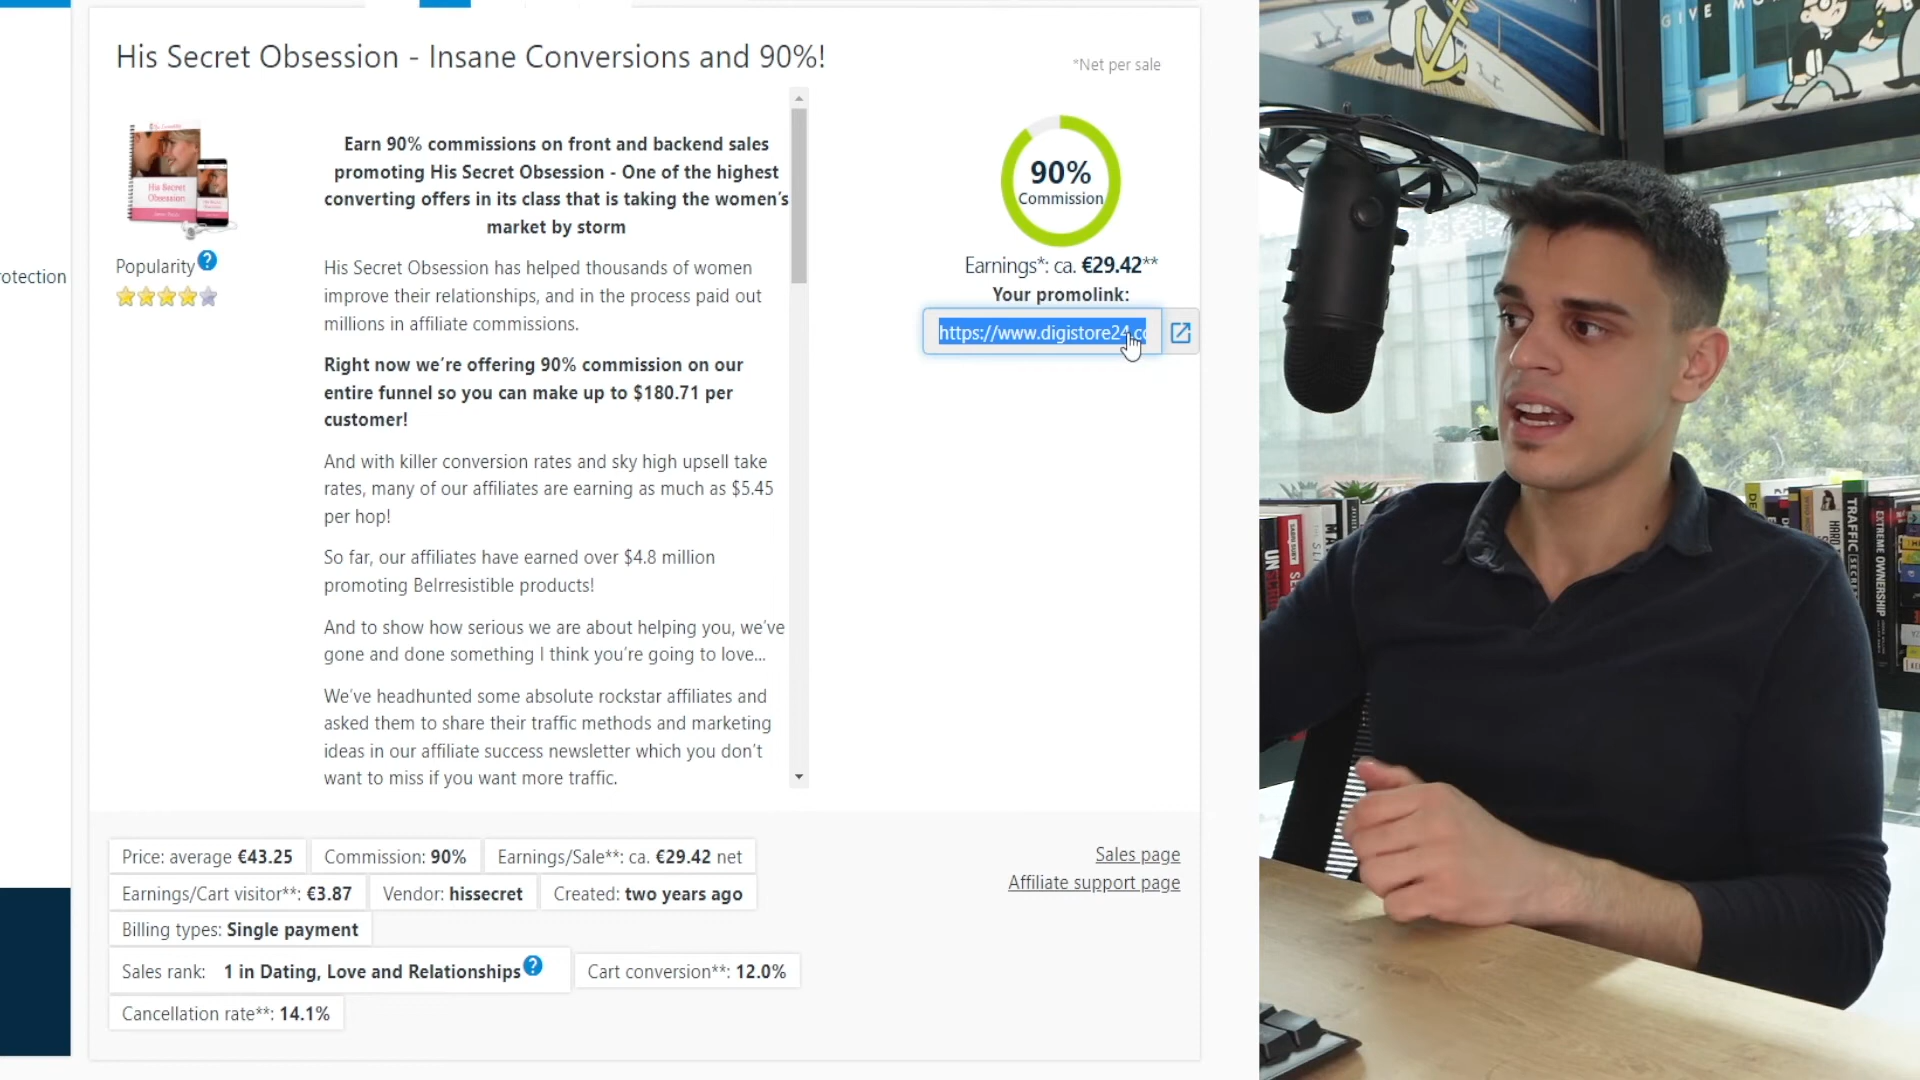 His Secret Obsession - Insane Conversions and 90%!
*Net per sale
Earn 90% commissions on front and backend sales
promoting His Secret Obsession - One of the highest
converting offers in its class that is taking the women's
market by storm
His Secret Obsession has helped thousands of women
improve their relationships, and in the process paid out
millions in affiliate commissions.
Right now we're offering 90% commission on our
entire funnel so you can make up to $180.71 per
customer!
And with killer conversion rates and sky high upsell take
rates, many of our affiliates are earning as much as $5.45
per hop!
So far, our affiliates have earned over $4.8 million
promoting BeIrresistible products!
And to show how serious we are about helping you, we've
gone and done something I think you're going to love...
We've headhunted some absolute rockstar affiliates and
asked them to share their traffic methods and marketing
ideas in our affiliate success newsletter which you don't
want to miss if you want more traffic.
His Secret
Obsession
Popularity
rotection
90%
Commission
Earnings*: ca. €29.42**
Your promolink:
https://www.digistore24.co
Price: average €43.25
Commission: 90%
Earnings/Sale**: ca. €29.42 net
Earnings/Cart visitor**: €3.87
Vendor: hissecret
Created: two years ago
Billing types: Single payment
Sales rank: 1 in Dating, Love and Relationships
Cart conversion**: 12.0%
Cancellation rate**: 14.1%
Sales page
Affiliate support page
GIVE
TRAFFIC
EXTREME OWNERSHIP
HARD